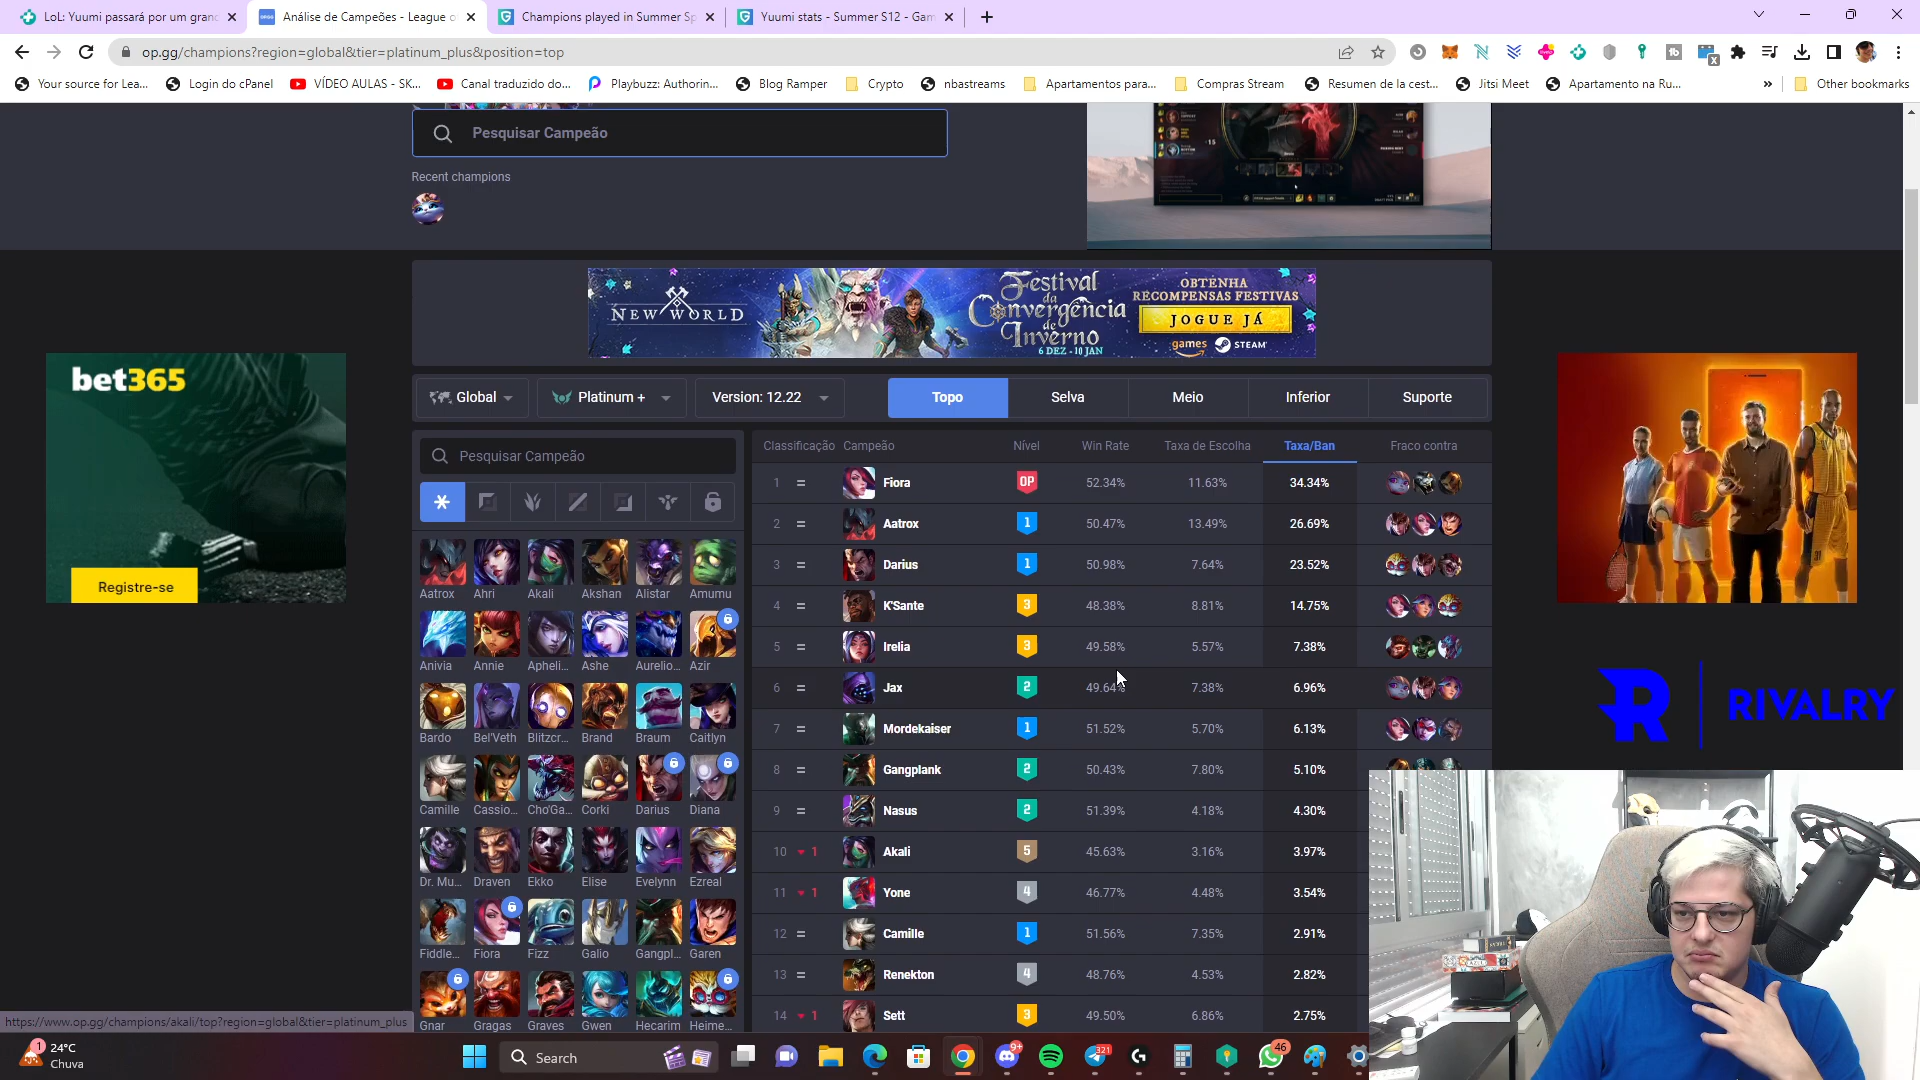 LoL: Yuumi passará por um gran
Análise de Campeões - League o
Champions played in Summer Sp
Yuumi stats - Summer S12 - Gam
op.gg/champions?region=global&tier=platinum_plus&position=top
Your source for Lea...
Login do cPanel
VÍDEO AULAS - SK...
Canal traduzido do...
Playbuzz: Authorin...
Blog Ramper
Crypto
nbastreams
Apartamentos para...
Compras Stream
Resumen de la cest...
Jitsi Meet
Apartamento na Ru...
»
Other bookmarks
Pesquisar Campeão
Recent champions
NEW WORLD
Festival da Convergência de Inverno
6 DEZ - 10 JAN
OBTENHA
RECOMPENSAS FESTIVAS
JOGUE JÁ
games STEAM
bet365
Registre-se
Global
Platinum +
Version: 12.22
Topo
Selva
Meio
Inferior
Suporte
Pesquisar Campeão
Aatrox Ahri Akali Akshan Alistar Amumu
Anivia Annie Apheli... Ashe Aurelio... Azir
Bardo Bel'Veth Blitzcr... Brand Braum Caitlyn
Camille Cassio... Cho'Ga... Corki Darius Diana
Dr. Mu... Draven Ekko Elise Evelynn Ezreal
Fiddle... Fiora Fizz Galio Gangpl... Garen
Gnar Gragas Graves Gwen Hecarim Heime...
Classificação Campeão Nível Win Rate Taxa de Escolha Taxa/Ban Fraco contra
1 = Fiora OP 52.34% 11.63% 34.34%
2 = Aatrox 1 50.47% 13.49% 26.69%
3 = Darius 1 50.98% 7.64% 23.52%
4 = K'Sante 3 48.38% 8.81% 14.75%
5 = Irelia 3 49.58% 5.57% 7.38%
6 = Jax 2 49.64% 7.38% 6.96%
7 = Mordekaiser 1 51.52% 5.70% 6.13%
8 = Gangplank 2 50.43% 7.80% 5.10%
9 = Nasus 2 51.39% 4.18% 4.30%
10 1 Akali 5 45.63% 3.16% 3.97%
11 1 Yone 4 46.77% 4.48% 3.54%
12 = Camille 1 51.56% 7.35% 2.91%
13 = Renekton 4 48.76% 4.53% 2.82%
14 1 Sett 3 49.50% 6.86% 2.75%
R RIVALRY
https://www.op.gg/champions/akali/top?region=global&tier=platinum_plus
1
24°C
Chuva
Search
9+
321
46